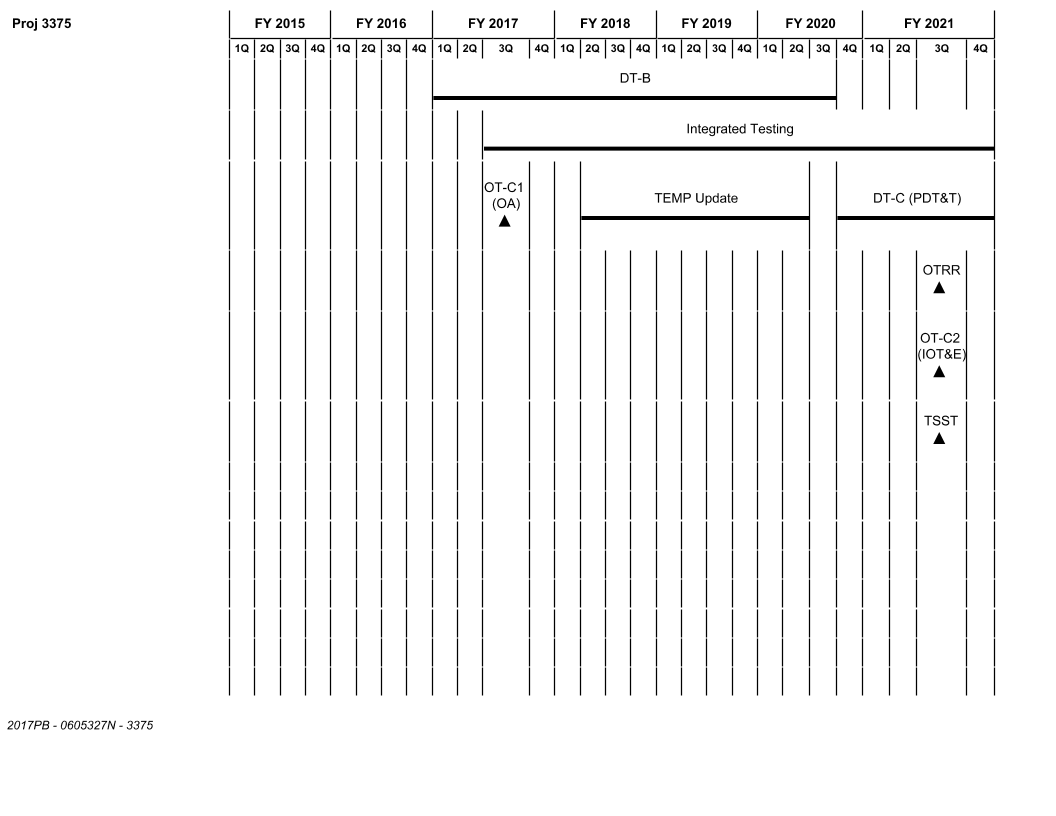 Proj 3375
FY 2015 FY 2016 FY 2017 FY 2018 FY 2019 FY 2020 FY 2021
1Q 2Q 3Q 4Q 1Q 2Q 3Q 4Q 1Q 2Q 3Q 4Q 1Q 2Q 3Q 4Q 1Q 2Q 3Q 4Q 1Q 2Q 3Q 4Q 1Q 2Q 3Q 4Q
DT-B
Integrated Testing
OT-C1
(OA)
TEMP Update
DT-C (PDT&T)
OTRR
OT-C2
(IOT&E)
TSST
2017PB - 0605327N - 3375